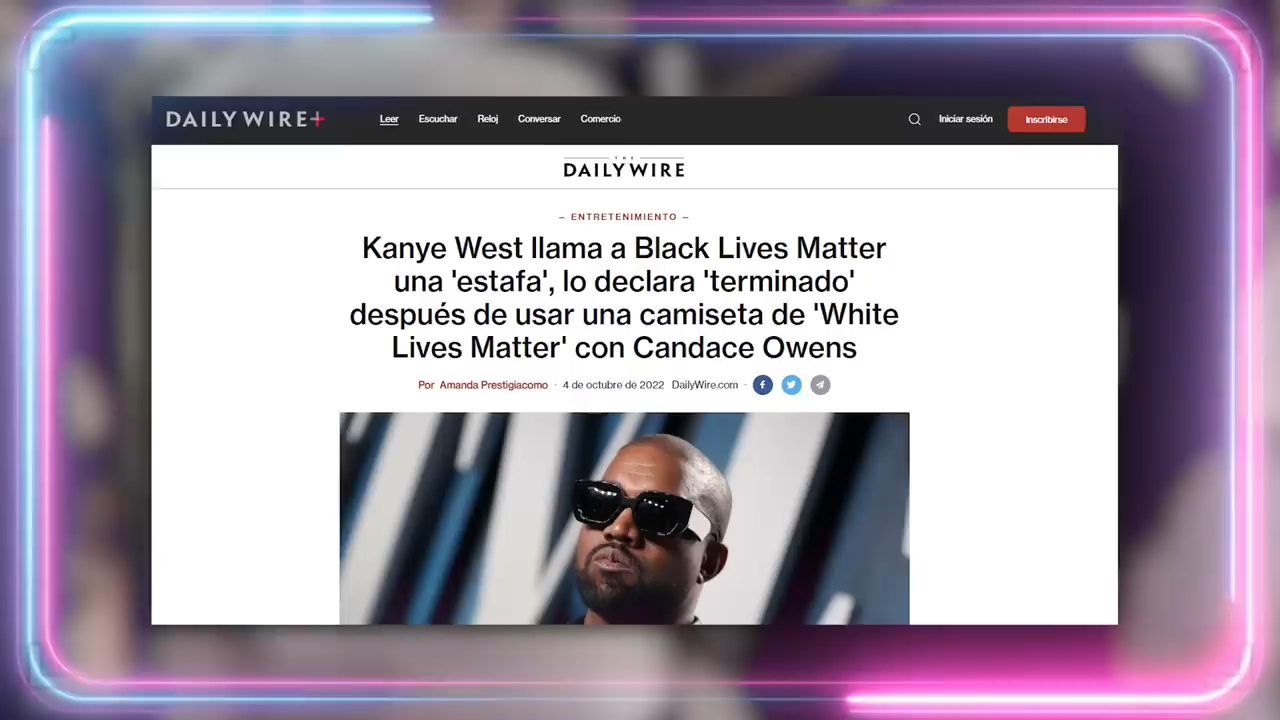 DAILY WIRE+
Leer
Escuchar
Reloj
Conversar
Comercio
Iniciar sesión
Inscribirse
THE
DAILY WIRE
– ENTRETENIMIENTO –
Kanye West llama a Black Lives Matter
una 'estafa', lo declara 'terminado'
después de usar una camiseta de 'White
Lives Matter' con Candace Owens
Por Amanda Prestigiacomo · 4 de octubre de 2022 DailyWire.com ·